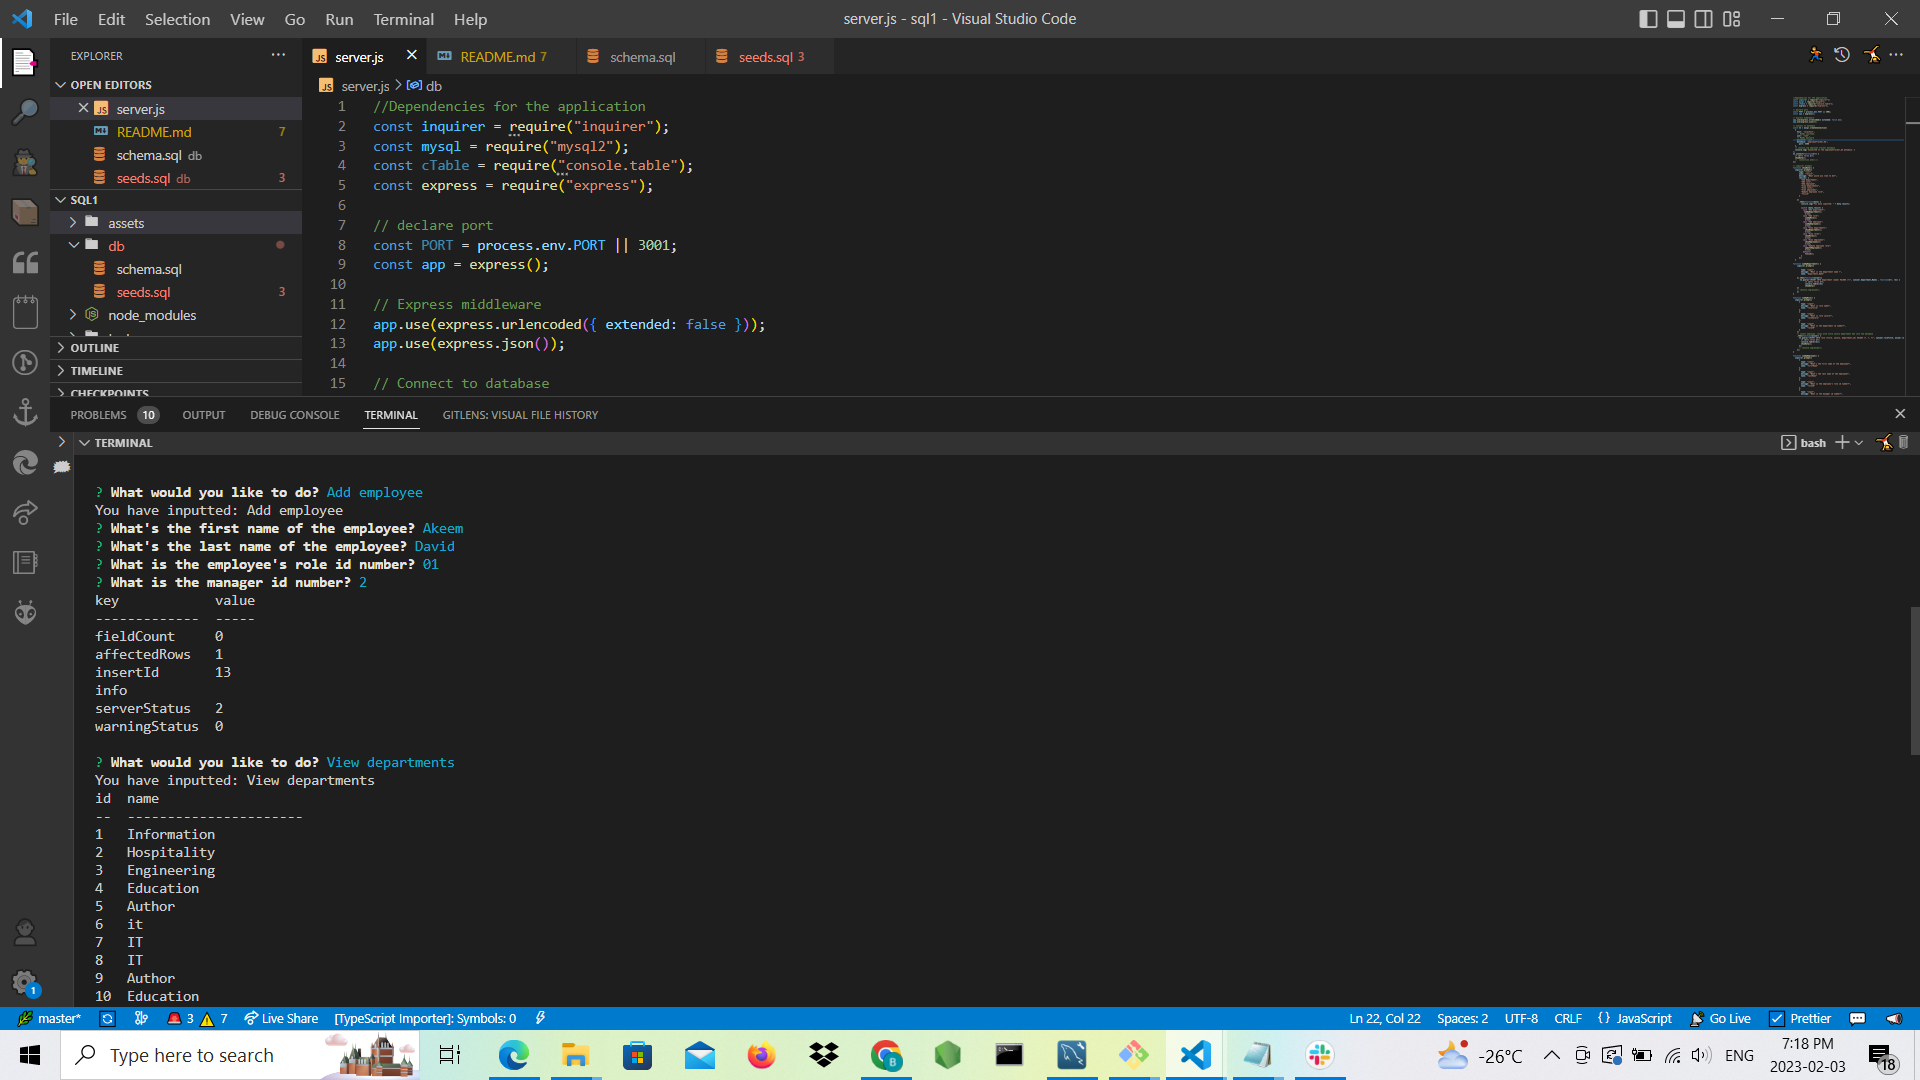 File Edit Selection View Go Run Terminal Help
server.js - sql1 - Visual Studio Code
EXPLORER
OPEN EDITORS
server.js
README.md 7
schema.sql db
seeds.sql db 3
SQL1
assets
db
schema.sql
seeds.sql 3
node_modules
OUTLINE
TIMELINE
CHECKPOINTS
server.js README.md 7 schema.sql seeds.sql 3
server.js > db
1 //Dependencies for the application
2 const inquirer = require("inquirer");
3 const mysql = require("mysql2");
4 const cTable = require("console.table");
5 const express = require("express");
6
7 // declare port
8 const PORT = process.env.PORT || 3001;
9 const app = express();
10
11 // Express middleware
12 app.use(express.urlencoded({ extended: false }));
13 app.use(express.json());
14
15 // Connect to database
PROBLEMS 10 OUTPUT DEBUG CONSOLE TERMINAL GITLENS: VISUAL FILE HISTORY
TERMINAL
bash
? What would you like to do? Add employee
You have inputted: Add employee
? What's the first name of the employee? Akeem
? What's the last name of the employee? David
? What is the employee's role id number? 01
? What is the manager id number? 2
key value
------------- -----
fieldCount 0
affectedRows 1
insertId 13
info
serverStatus 2
warningStatus 0
? What would you like to do? View departments
You have inputted: View departments
id name
-- ----------------------
1 Information
2 Hospitality
3 Engineering
4 Education
5 Author
6 it
7 IT
8 IT
9 Author
10 Education
1
master* 3 7 Live Share [TypeScript Importer]: Symbols: 0
Ln 22, Col 22 Spaces: 2 UTF-8 CRLF {} JavaScript Go Live Prettier
Type here to search
-26°C ENG
7:18 PM
2023-02-03
18